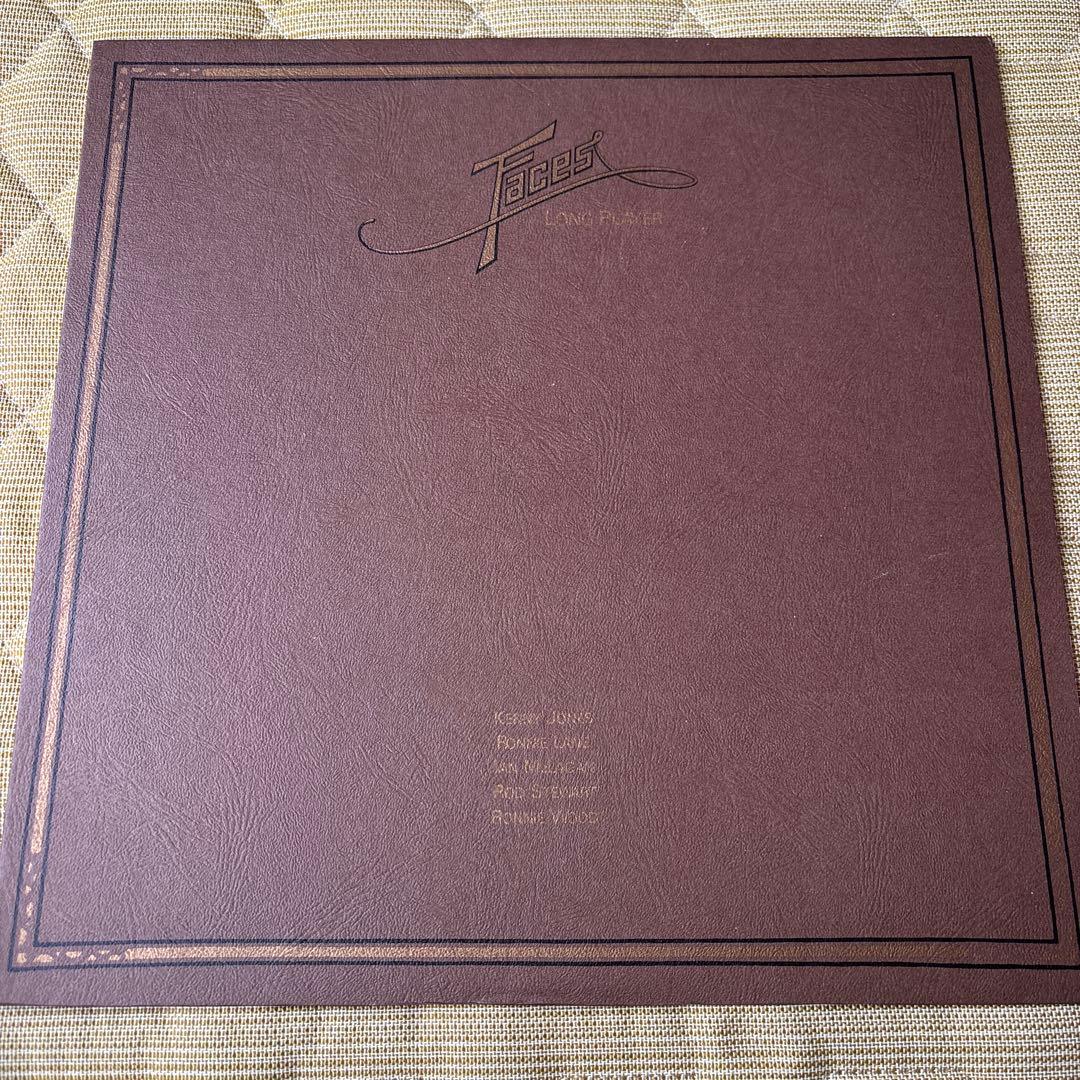 Faces
LONG PLAYER
KENNY JONES
RONNIE LANE
IAN MCLAGAN
ROD STEWART
RONNIE WOOD